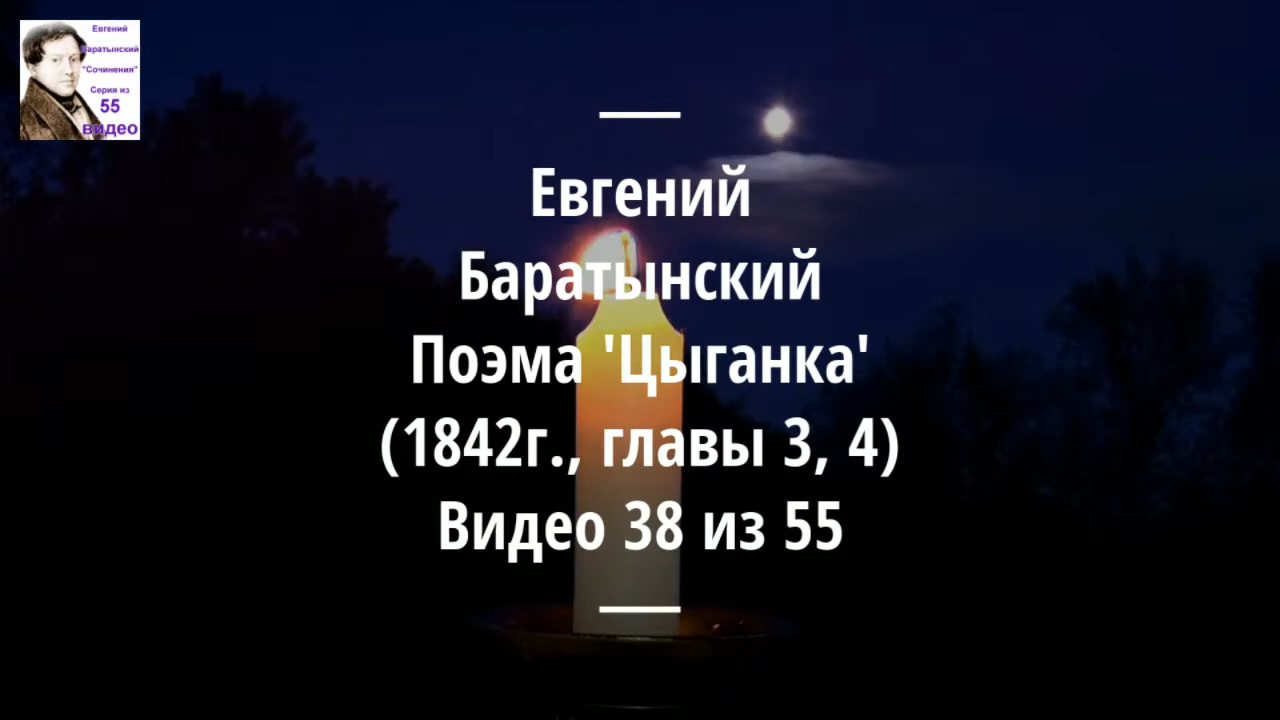 Евгений
Баратынский
"Сочинения"
Серия из
55
видео
Евгений
Баратынский
Поэма 'Цыганка'
(1842г., главы 3, 4)
Видео 38 из 55